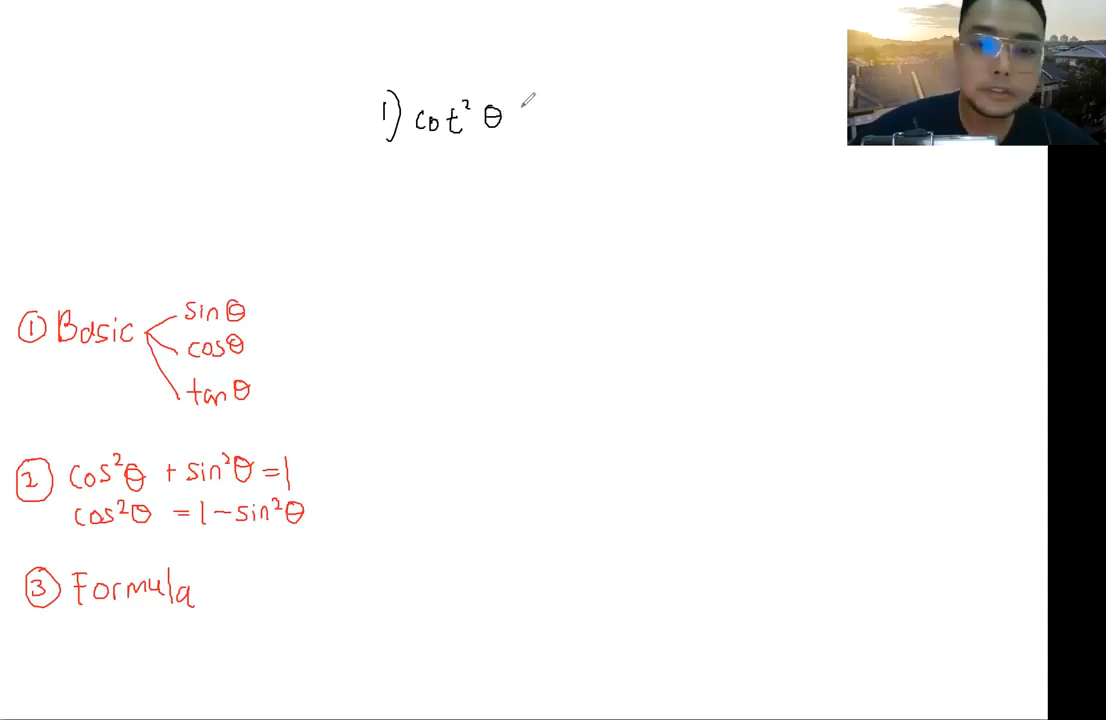 1) cot² θ
① Basic
sin θ
cos θ
tan θ
② cos²θ + sin²θ = 1
cos²θ = 1 − sin²θ
③ Formula